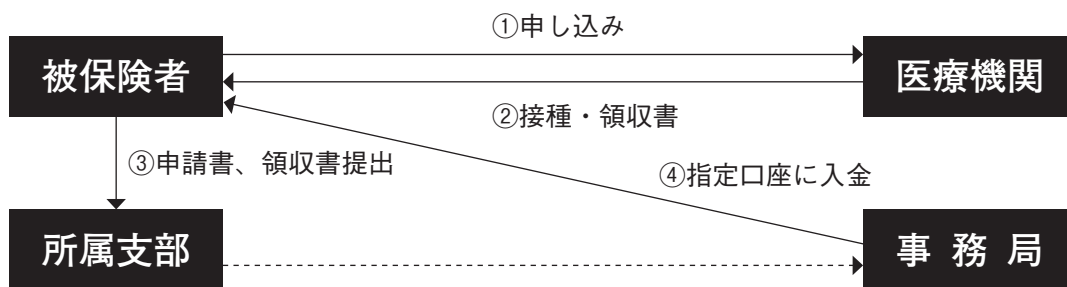 ①申し込み
被保険者
医療機関
②接種・領収書
③申請書、領収書提出
④指定口座に入金
所属支部
事務局